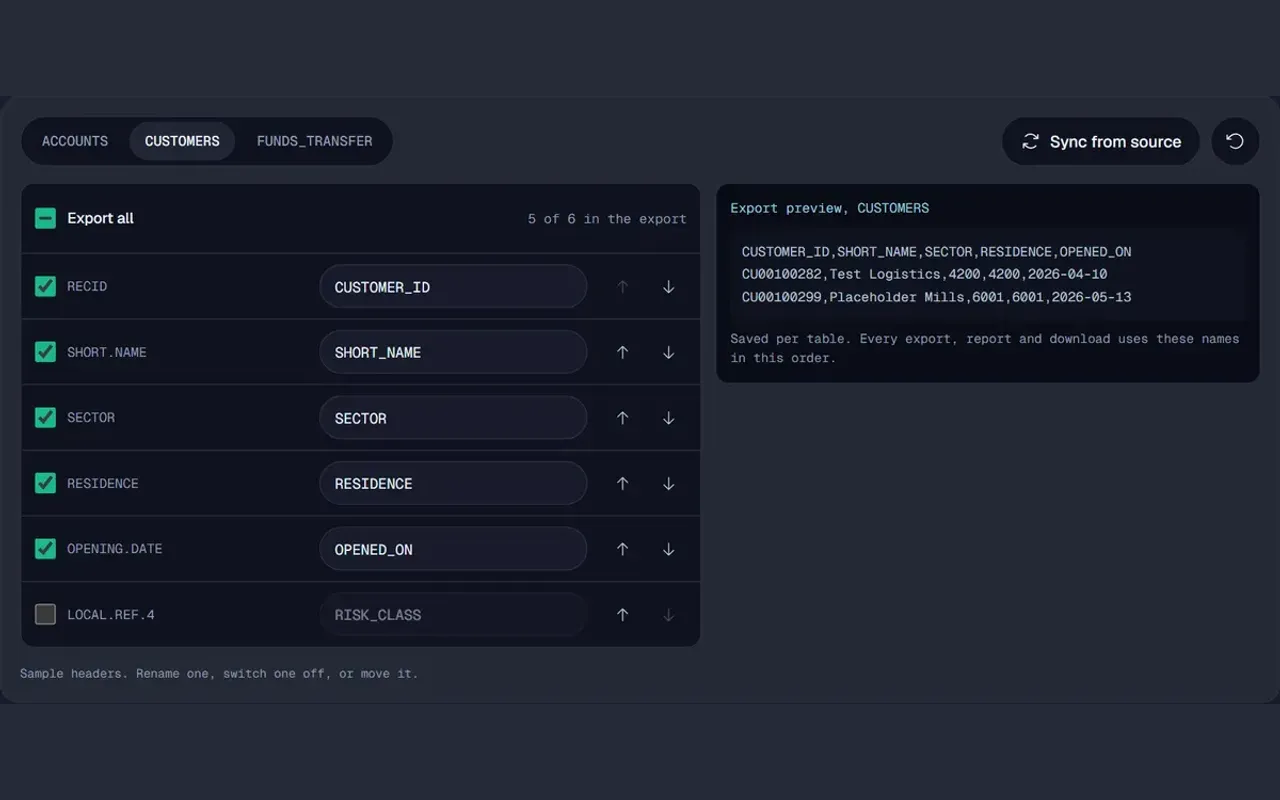 ACCOUNTS CUSTOMERS FUNDS_TRANSFER
Sync from source
Export all
5 of 6 in the export
RECID CUSTOMER_ID
SHORT.NAME SHORT_NAME
SECTOR SECTOR
RESIDENCE RESIDENCE
OPENING.DATE OPENED_ON
LOCAL.REF.4 RISK_CLASS
Sample headers. Rename one, switch one off, or move it.
Export preview, CUSTOMERS
CUSTOMER_ID,SHORT_NAME,SECTOR,RESIDENCE,OPENED_ON
CU00100282,Test Logistics,4200,4200,2026-04-10
CU00100299,Placeholder Mills,6001,6001,2026-05-13
Saved per table. Every export, report and download uses these names
in this order.